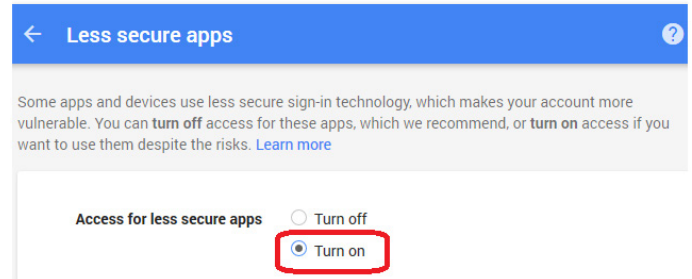 Less secure apps
Some apps and devices use less secure sign-in technology, which makes your account more
vulnerable. You can turn off access for these apps, which we recommend, or turn on access if you
want to use them despite the risks. Learn more
Access for less secure apps
Turn off
Turn on